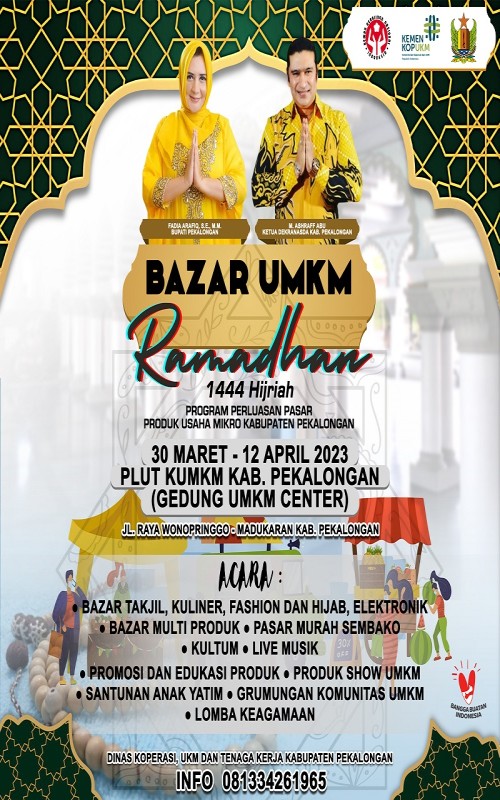 KEMEN
KOPUKM
FADIA ARAFIQ, S.E., M.M.
BUPATI PEKALONGAN
M. ASHRAFF ABU
KETUA DEKRANASDA KAB. PEKALONGAN
BAZAR UMKM
Ramadhan
1444 Hijriah
PROGRAM PERLUASAN PASAR
PRODUK USAHA MIKRO KABUPATEN PEKALONGAN
30 MARET - 12 APRIL 2023
PLUT KUMKM KAB. PEKALONGAN
(GEDUNG UMKM CENTER)
JL. RAYA WONOPRINGGO - MADUKARAN KAB. PEKALONGAN
ACARA :
• BAZAR TAKJIL, KULINER, FASHION DAN HIJAB, ELEKTRONIK
• BAZAR MULTI PRODUK • PASAR MURAH SEMBAKO
• KULTUM • LIVE MUSIK
• PROMOSI DAN EDUKASI PRODUK • PRODUK SHOW UMKM
• SANTUNAN ANAK YATIM • GRUMUNGAN KOMUNITAS UMKM
• LOMBA KEAGAMAAN
BANGGA BUATAN
INDONESIA
DINAS KOPERASI, UKM DAN TENAGA KERJA KABUPATEN PEKALONGAN
INFO 081334261965